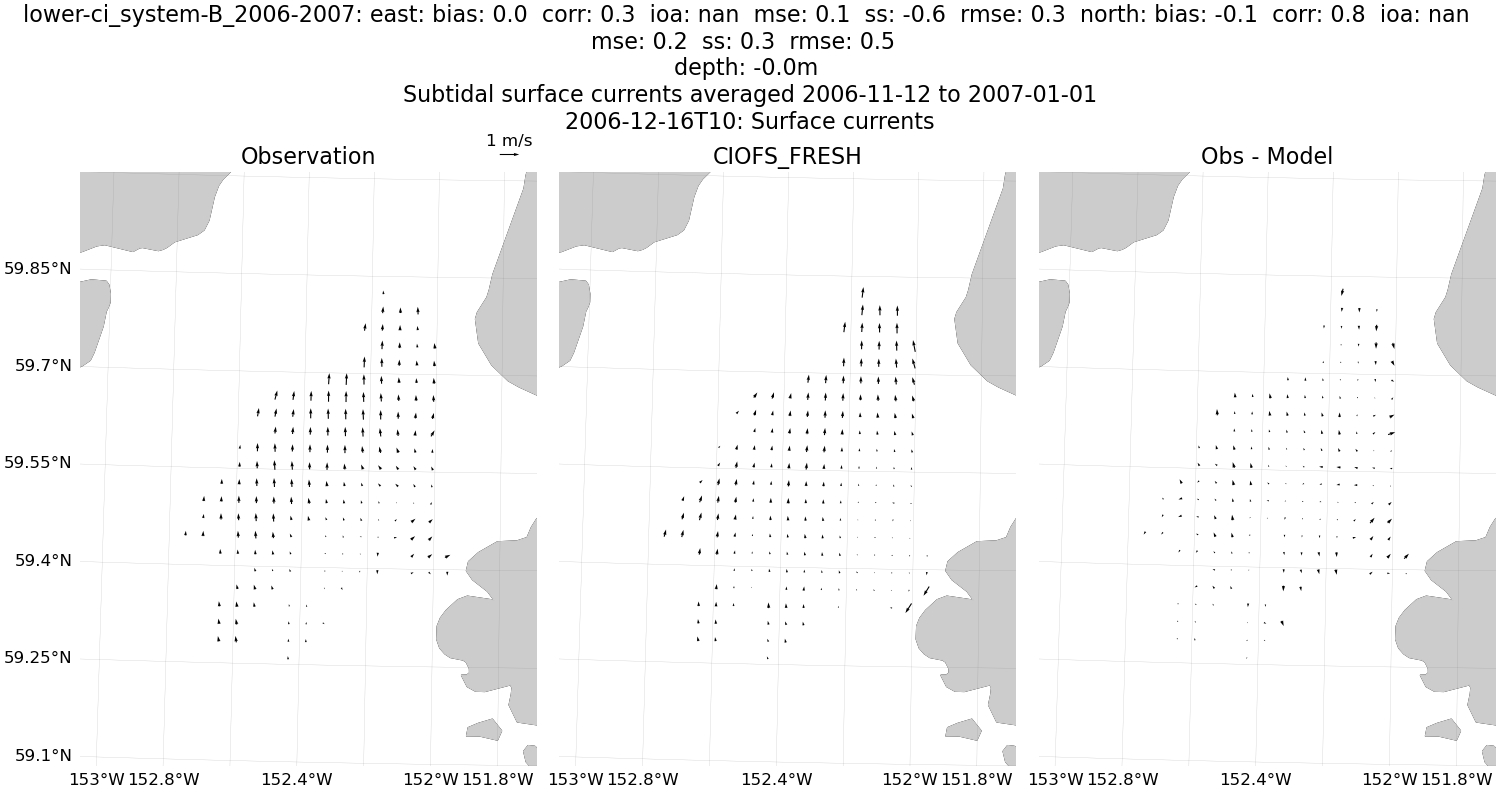 lower-ci_system-B_2006-2007: east: bias: 0.0 corr: 0.3 ioa: nan mse: 0.1 ss: -0.6 rmse: 0.3 north: bias: -0.1 corr: 0.8 ioa: nan
mse: 0.2 ss: 0.3 rmse: 0.5
depth: -0.0m
Subtidal surface currents averaged 2006-11-12 to 2007-01-01
2006-12-16T10: Surface currents
1 m/s
Observation CIOFS_FRESH Obs - Model
59.85°N
59.7°N
59.55°N
59.4°N
59.25°N
59.1°N
153°W 152.8°W 152.4°W 152°W 151.8°W 153°W 152.8°W 152.4°W 152°W 151.8°W 153°W 152.8°W 152.4°W 152°W 151.8°W